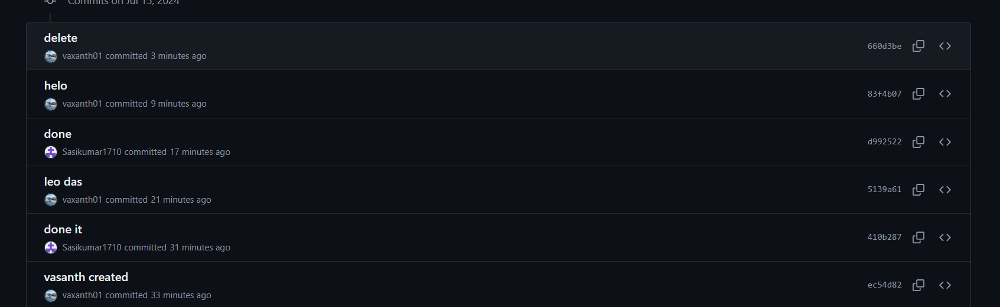 Commits on Jul 15, 2024
delete
vaxanth01 committed 3 minutes ago
660d3be
helo
vaxanth01 committed 9 minutes ago
83f4b07
done
Sasikumar1710 committed 17 minutes ago
d992522
leo das
vaxanth01 committed 21 minutes ago
5139a61
done it
Sasikumar1710 committed 31 minutes ago
410b287
vasanth created
vaxanth01 committed 33 minutes ago
ec54d82